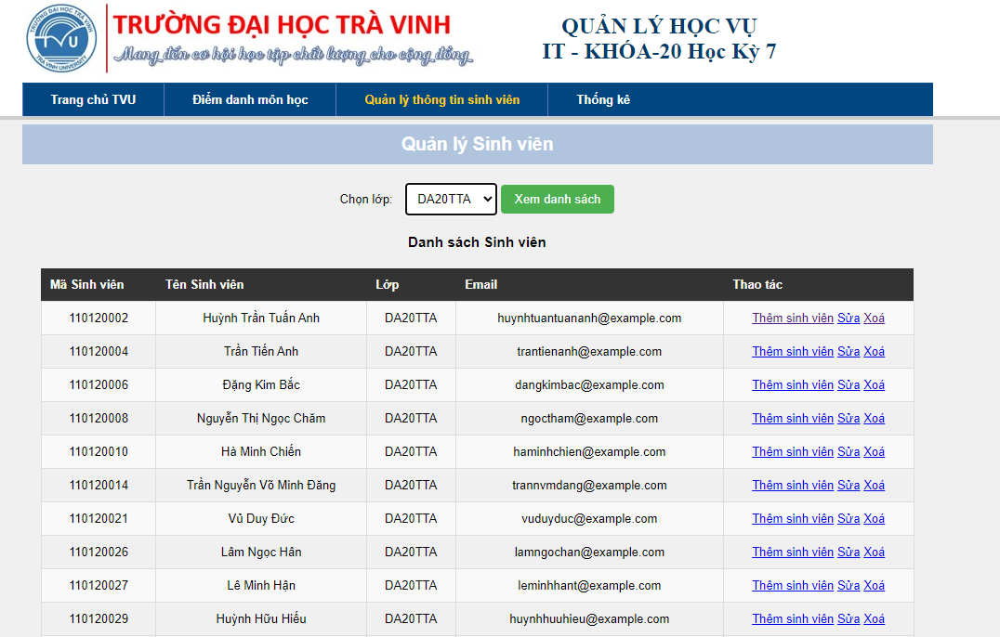 TRƯỜNG ĐẠI HỌC TRÀ VINH
TVU
TRA VINH UNIVERSITY
TRƯỜNG ĐẠI HỌC TRÀ VINH
Mang đến cơ hội học tập chất lượng cho cộng đồng
QUẢN LÝ HỌC VỤ
IT - KHÓA-20 Học Kỳ 7
Trang chủ TVU Điểm danh môn học Quản lý thông tin sinh viên Thống kê
Quản lý Sinh viên
Chọn lớp: DA20TTA Xem danh sách
Danh sách Sinh viên
Mã Sinh viên Tên Sinh viên Lớp Email Thao tác
110120002 Huỳnh Trần Tuấn Anh DA20TTA huynhtuantuananh@example.com Thêm sinh viên Sửa Xoá
110120004 Trần Tiến Anh DA20TTA trantienanh@example.com Thêm sinh viên Sửa Xoá
110120006 Đặng Kim Bắc DA20TTA dangkimbac@example.com Thêm sinh viên Sửa Xoá
110120008 Nguyễn Thị Ngọc Chăm DA20TTA ngoctham@example.com Thêm sinh viên Sửa Xoá
110120010 Hà Minh Chiến DA20TTA haminhchien@example.com Thêm sinh viên Sửa Xoá
110120014 Trần Nguyễn Võ Minh Đăng DA20TTA trannvmdang@example.com Thêm sinh viên Sửa Xoá
110120021 Vủ Duy Đức DA20TTA vuduyduc@example.com Thêm sinh viên Sửa Xoá
110120026 Lâm Ngọc Hân DA20TTA lamngochan@example.com Thêm sinh viên Sửa Xoá
110120027 Lê Minh Hận DA20TTA leminhhant@example.com Thêm sinh viên Sửa Xoá
110120029 Huỳnh Hữu Hiếu DA20TTA huynhhuuhieu@example.com Thêm sinh viên Sửa Xoá